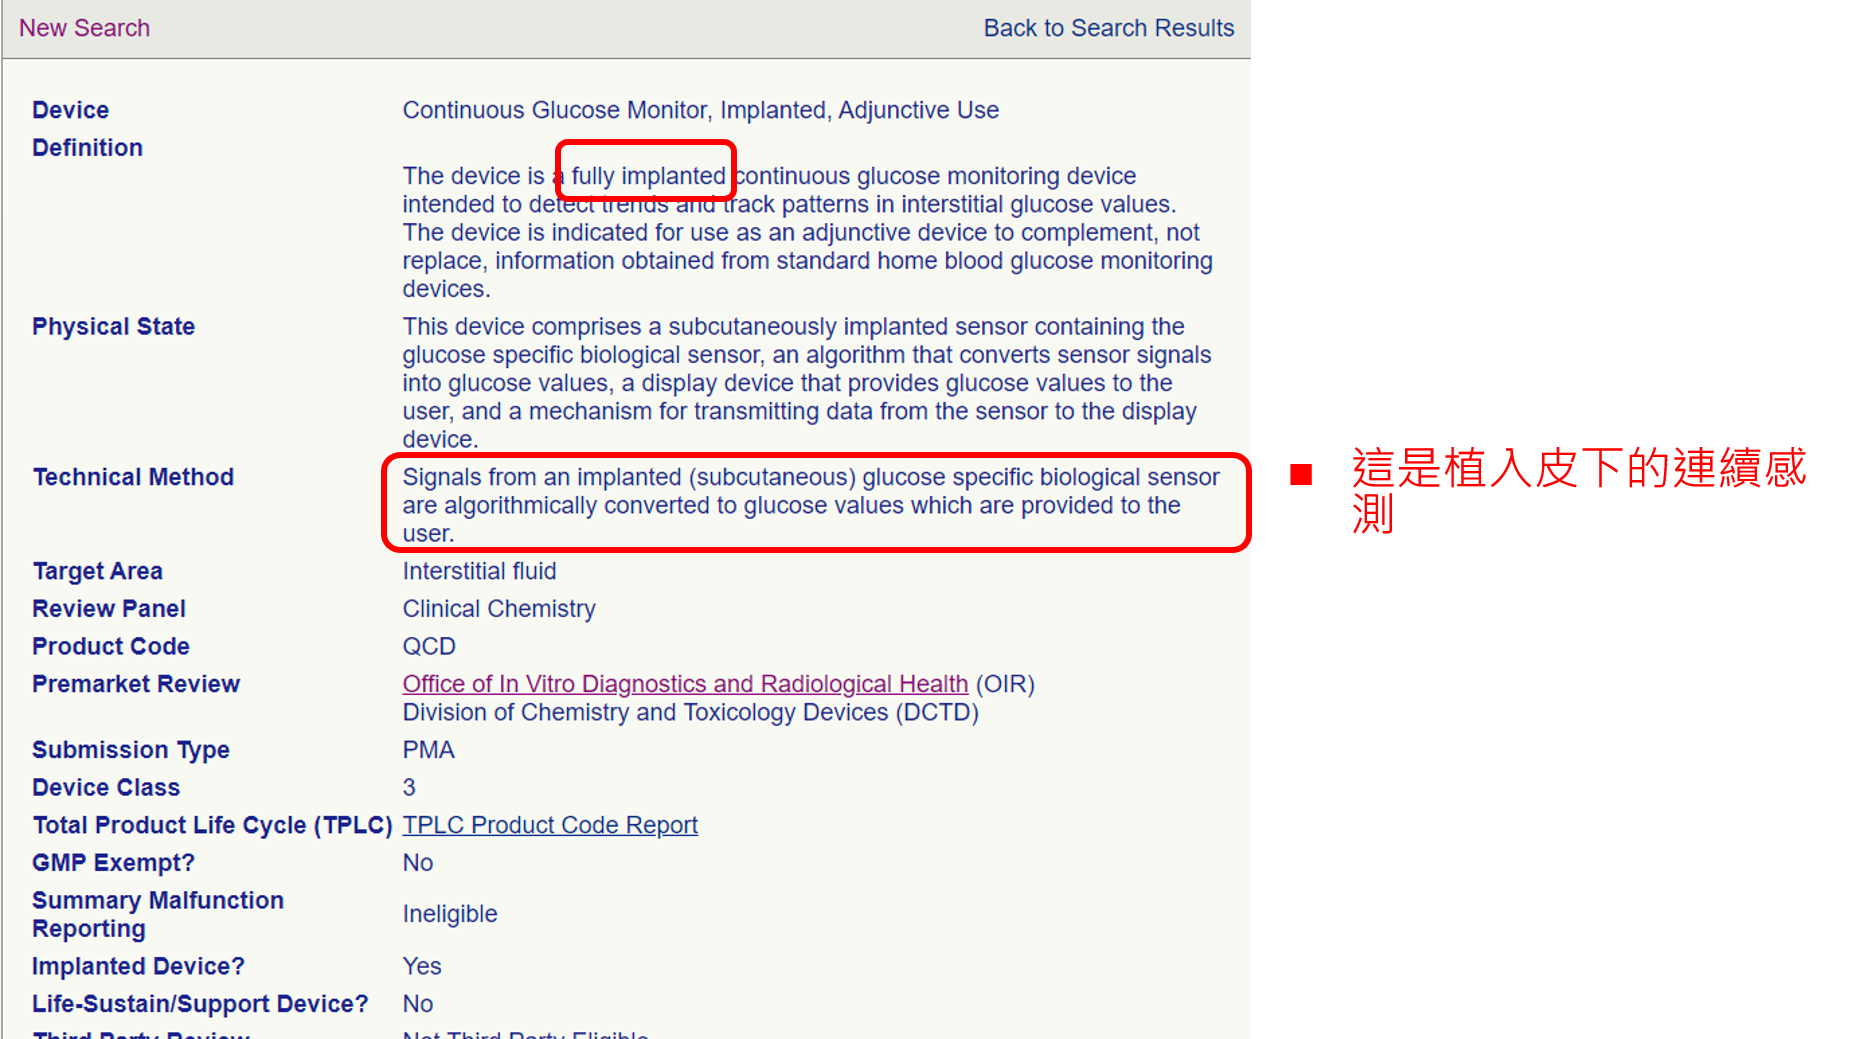 New Search
Back to Search Results
Device
Continuous Glucose Monitor, Implanted, Adjunctive Use
Definition
The device is a fully implanted continuous glucose monitoring device
intended to detect trends and track patterns in interstitial glucose values.
The device is indicated for use as an adjunctive device to complement, not
replace, information obtained from standard home blood glucose monitoring
devices.
Physical State
This device comprises a subcutaneously implanted sensor containing the
glucose specific biological sensor, an algorithm that converts sensor signals
into glucose values, a display device that provides glucose values to the
user, and a mechanism for transmitting data from the sensor to the display
device.
Technical Method
Signals from an implanted (subcutaneous) glucose specific biological sensor
are algorithmically converted to glucose values which are provided to the
user.
Target Area
Interstitial fluid
Review Panel
Clinical Chemistry
Product Code
QCD
Premarket Review
Office of In Vitro Diagnostics and Radiological Health (OIR)
Division of Chemistry and Toxicology Devices (DCTD)
Submission Type
PMA
Device Class
3
Total Product Life Cycle (TPLC)
TPLC Product Code Report
GMP Exempt?
No
Summary Malfunction
Reporting
Ineligible
Implanted Device?
Yes
Life-Sustain/Support Device?
No
Third Party Review
Not Third Party Eligible
這是植入皮下的連續感
測